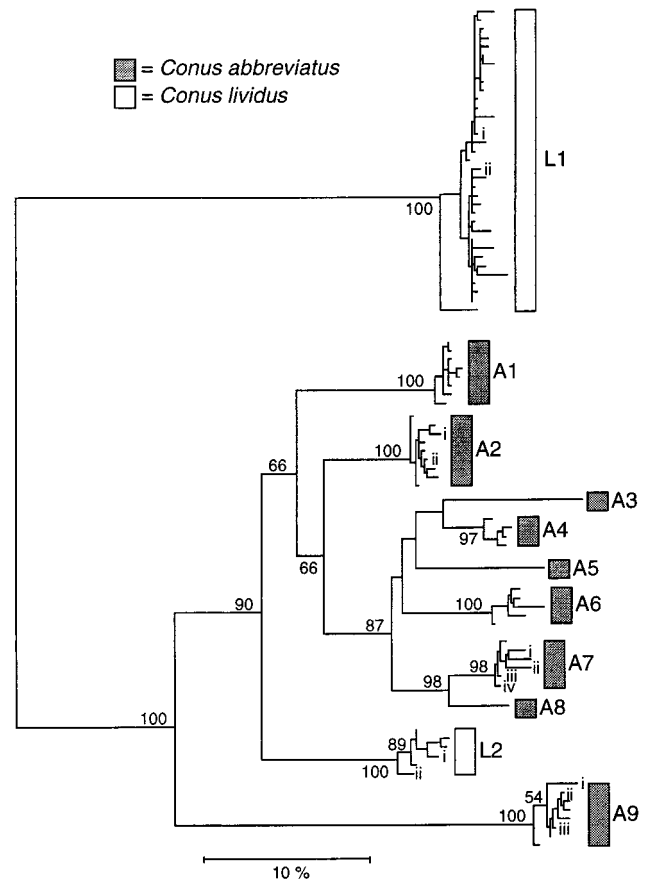 = Conus abbreviatus
= Conus lividus
i
ii
L1
100
100
A1
i
100
A2
ii
66
A3
97
A4
66
A5
100
A6
90
87
i
98
ii
A7
iii
98
iv
A8
100
89
L2
i
100
ii
i
54
ii
100
A9
iii
10 %